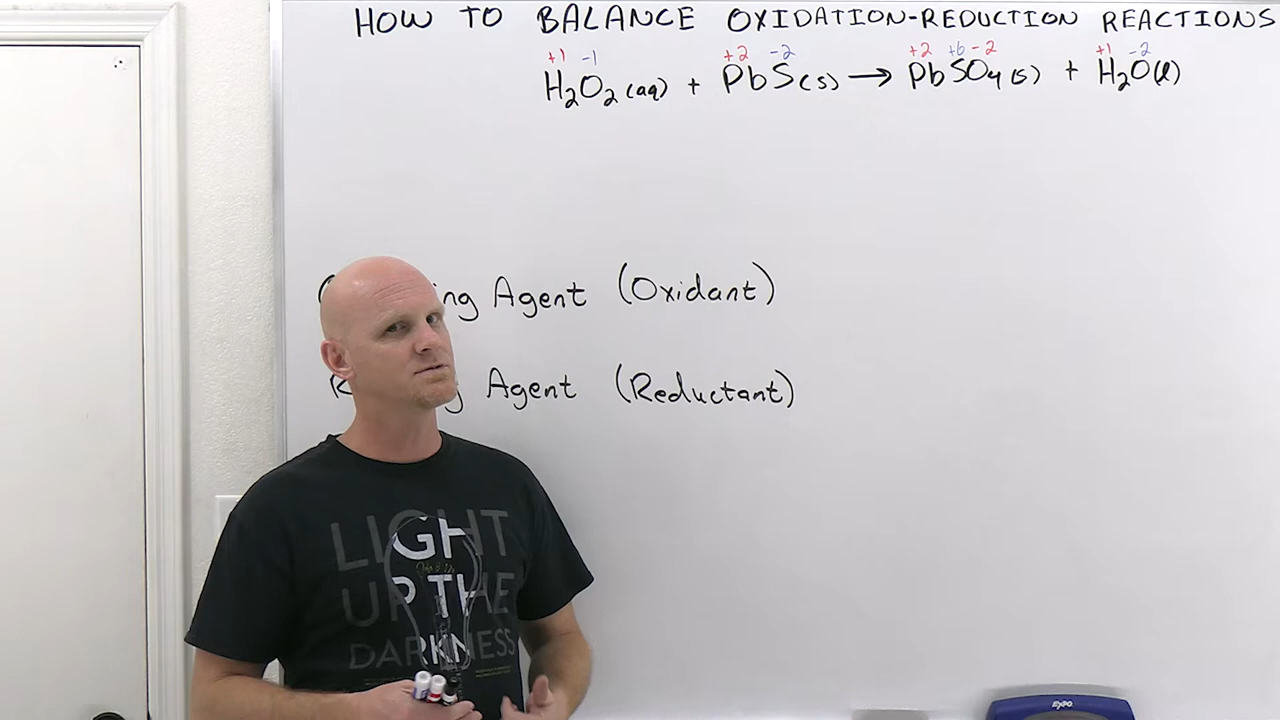 HOW TO BALANCE OXIDATION-REDUCTION REACTIONS
+1 -1 +2 -2 +2 +6 -2 +1 -2
H₂O₂(aq) + PbS(s) → PbSO₄(s) + H₂O(l)
ng Agent (Oxidant)
Agent (Reductant)
LIGHT
UP THE
DARKNESS
EXPO